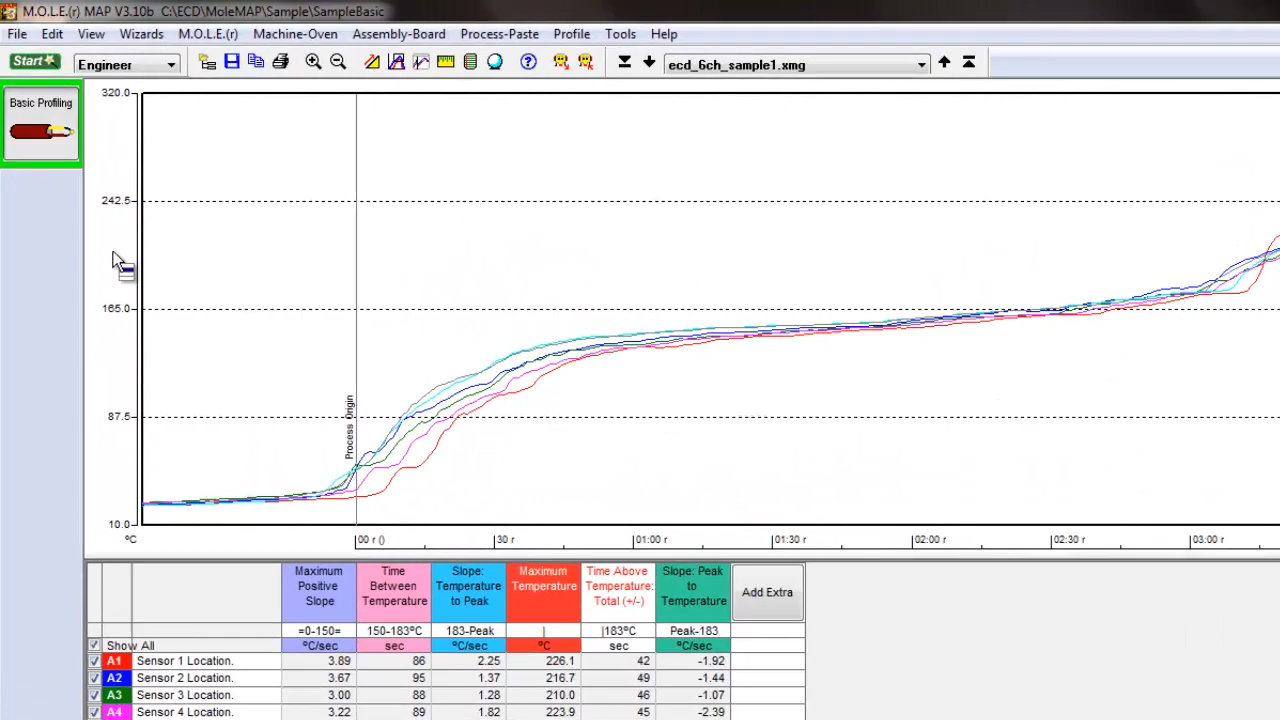 M.O.L.E.(r) MAP V3.10b C:\ECD\MoleMAP\Sample\SampleBasic
File Edit View Wizards M.O.L.E.(r) Machine-Oven Assembly-Board Process-Paste Profile Tools Help
Start Engineer ecd_6ch_sample1.xmg
Basic Profiling
320.0
242.5
165.0
87.5
10.0
Process Origin
ºC 00 r () 30 r 01:00 r 01:30 r 02:00 r 02:30 r 03:00 r
Maximum Positive Slope
Time Between Temperature
Slope: Temperature to Peak
Maximum Temperature
Time Above Temperature: Total (+/-)
Slope: Peak to Temperature
Add Extra
=0-150= 150-183ºC 183-Peak | |183ºC Peak-183
Show All ºC/sec sec ºC/sec ºC sec ºC/sec
A1 Sensor 1 Location. 3.89 86 2.25 226.1 42 -1.92
A2 Sensor 2 Location. 3.67 95 1.37 216.7 49 -1.44
A3 Sensor 3 Location. 3.00 88 1.28 210.0 46 -1.07
A4 Sensor 4 Location. 3.22 89 1.82 223.9 45 -2.39